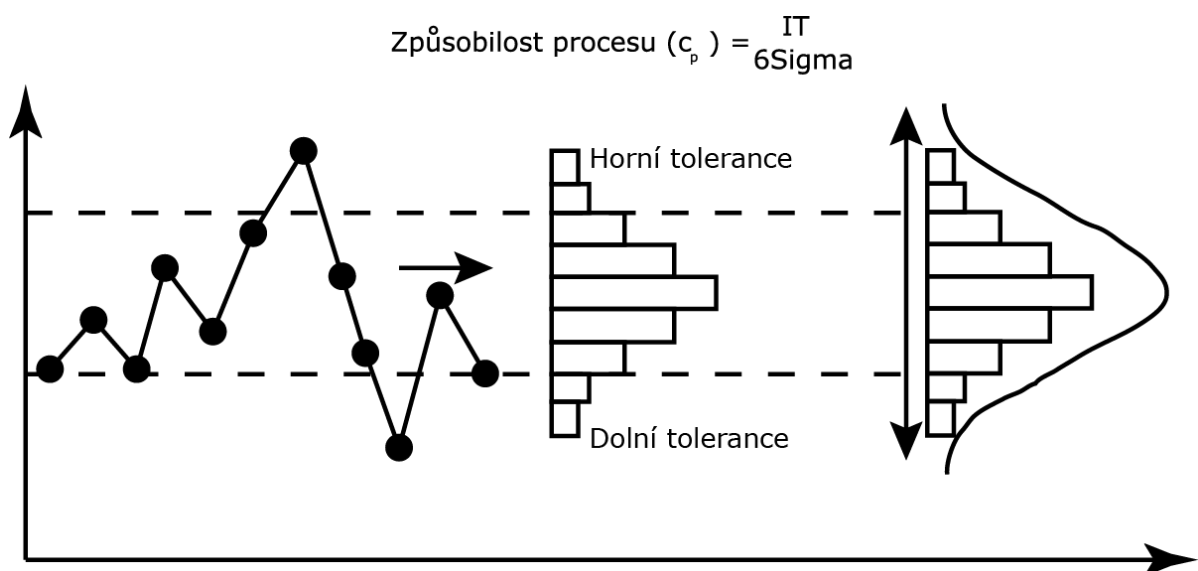 Způsobilost procesu (cₚ) = IT
6Sigma
Horní tolerance
Dolní tolerance